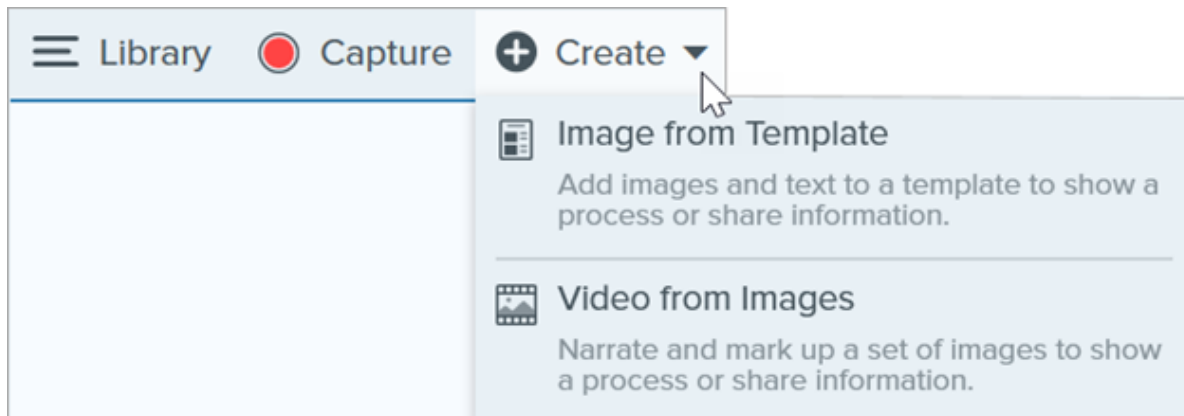 Library Capture Create
Image from Template
Add images and text to a template to show a
process or share information.
Video from Images
Narrate and mark up a set of images to show
a process or share information.